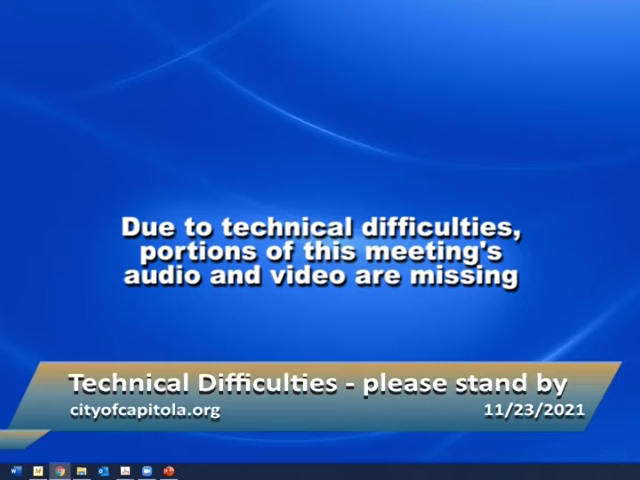 Due to technical difficulties,
portions of this meeting's
audio and video are missing
Technical Difficulties - please stand by
cityofcapitola.org 11/23/2021